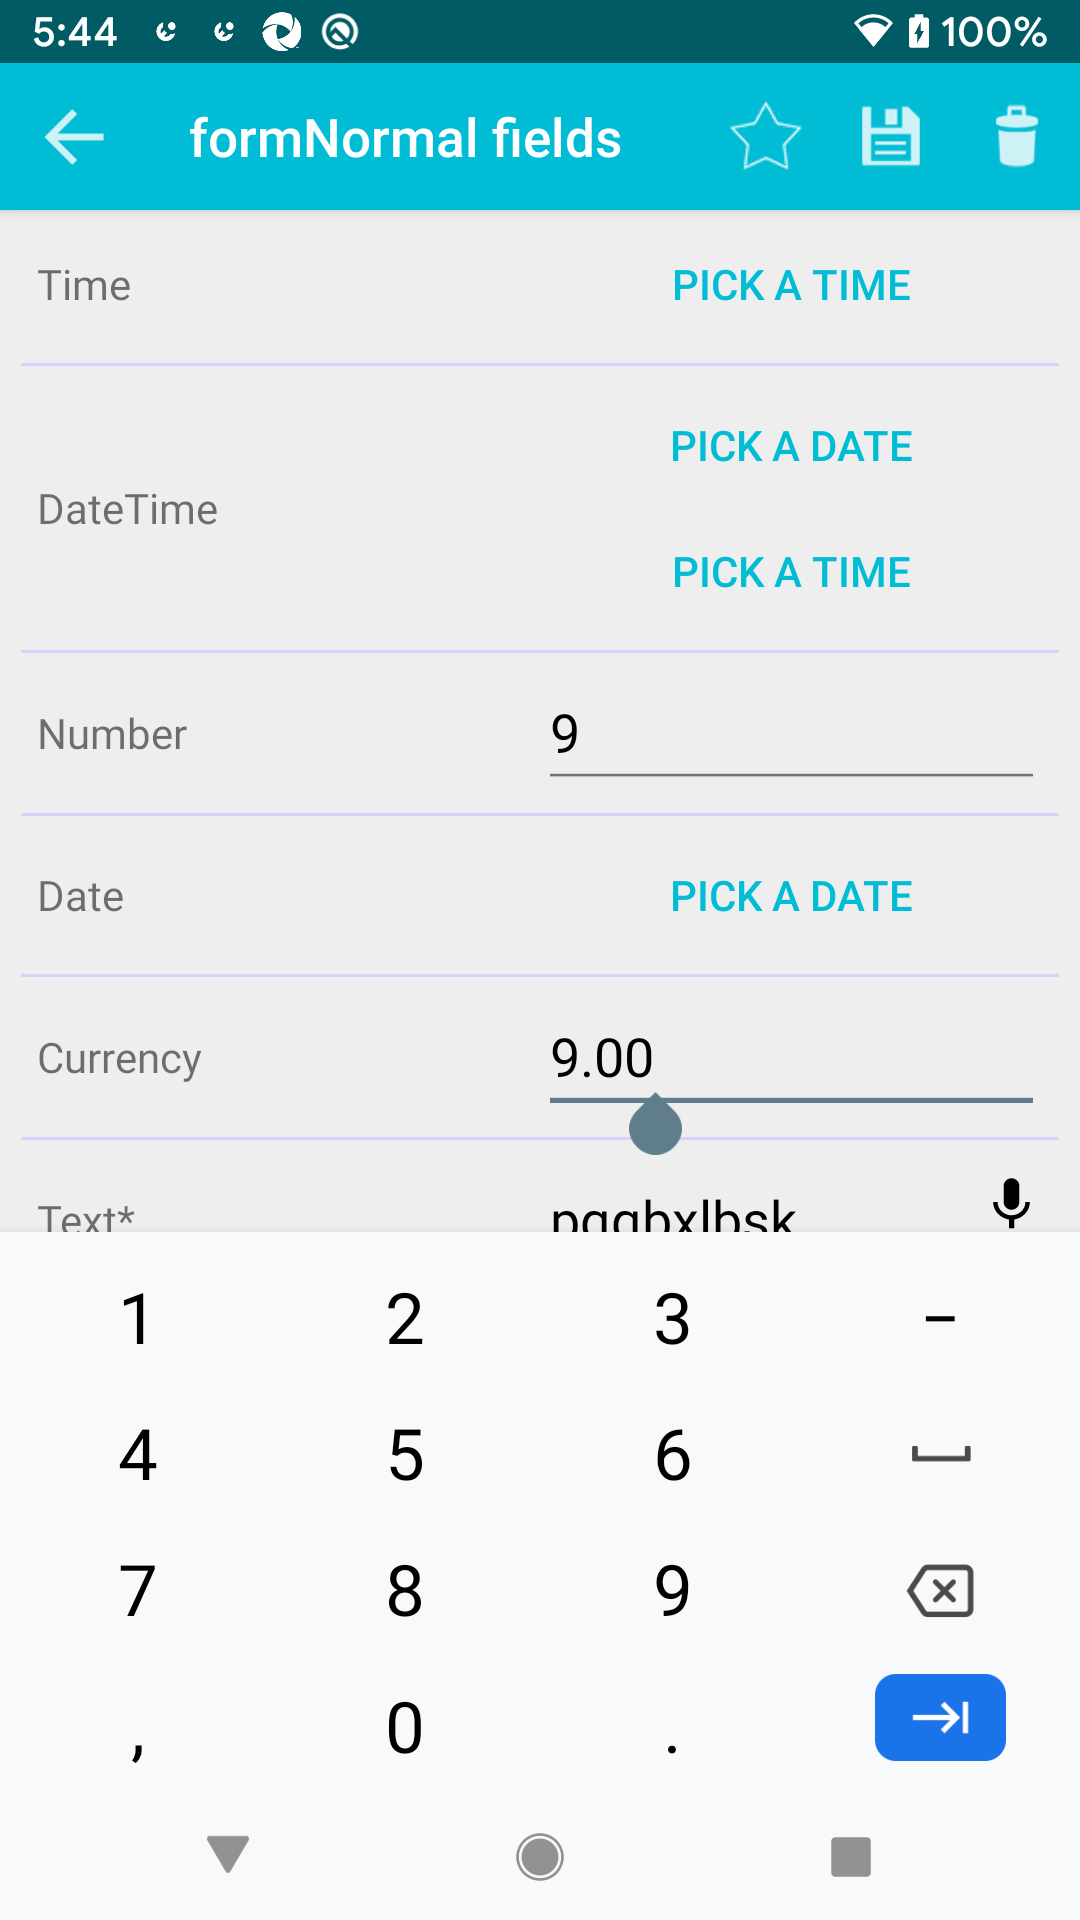 5:44
100%
formNormal fields
Time
PICK A TIME
PICK A DATE
DateTime
PICK A TIME
Number
9
Date
PICK A DATE
Currency
9.00
Text*
1 2 3 –
4 5 6
7 8 9
, 0 .